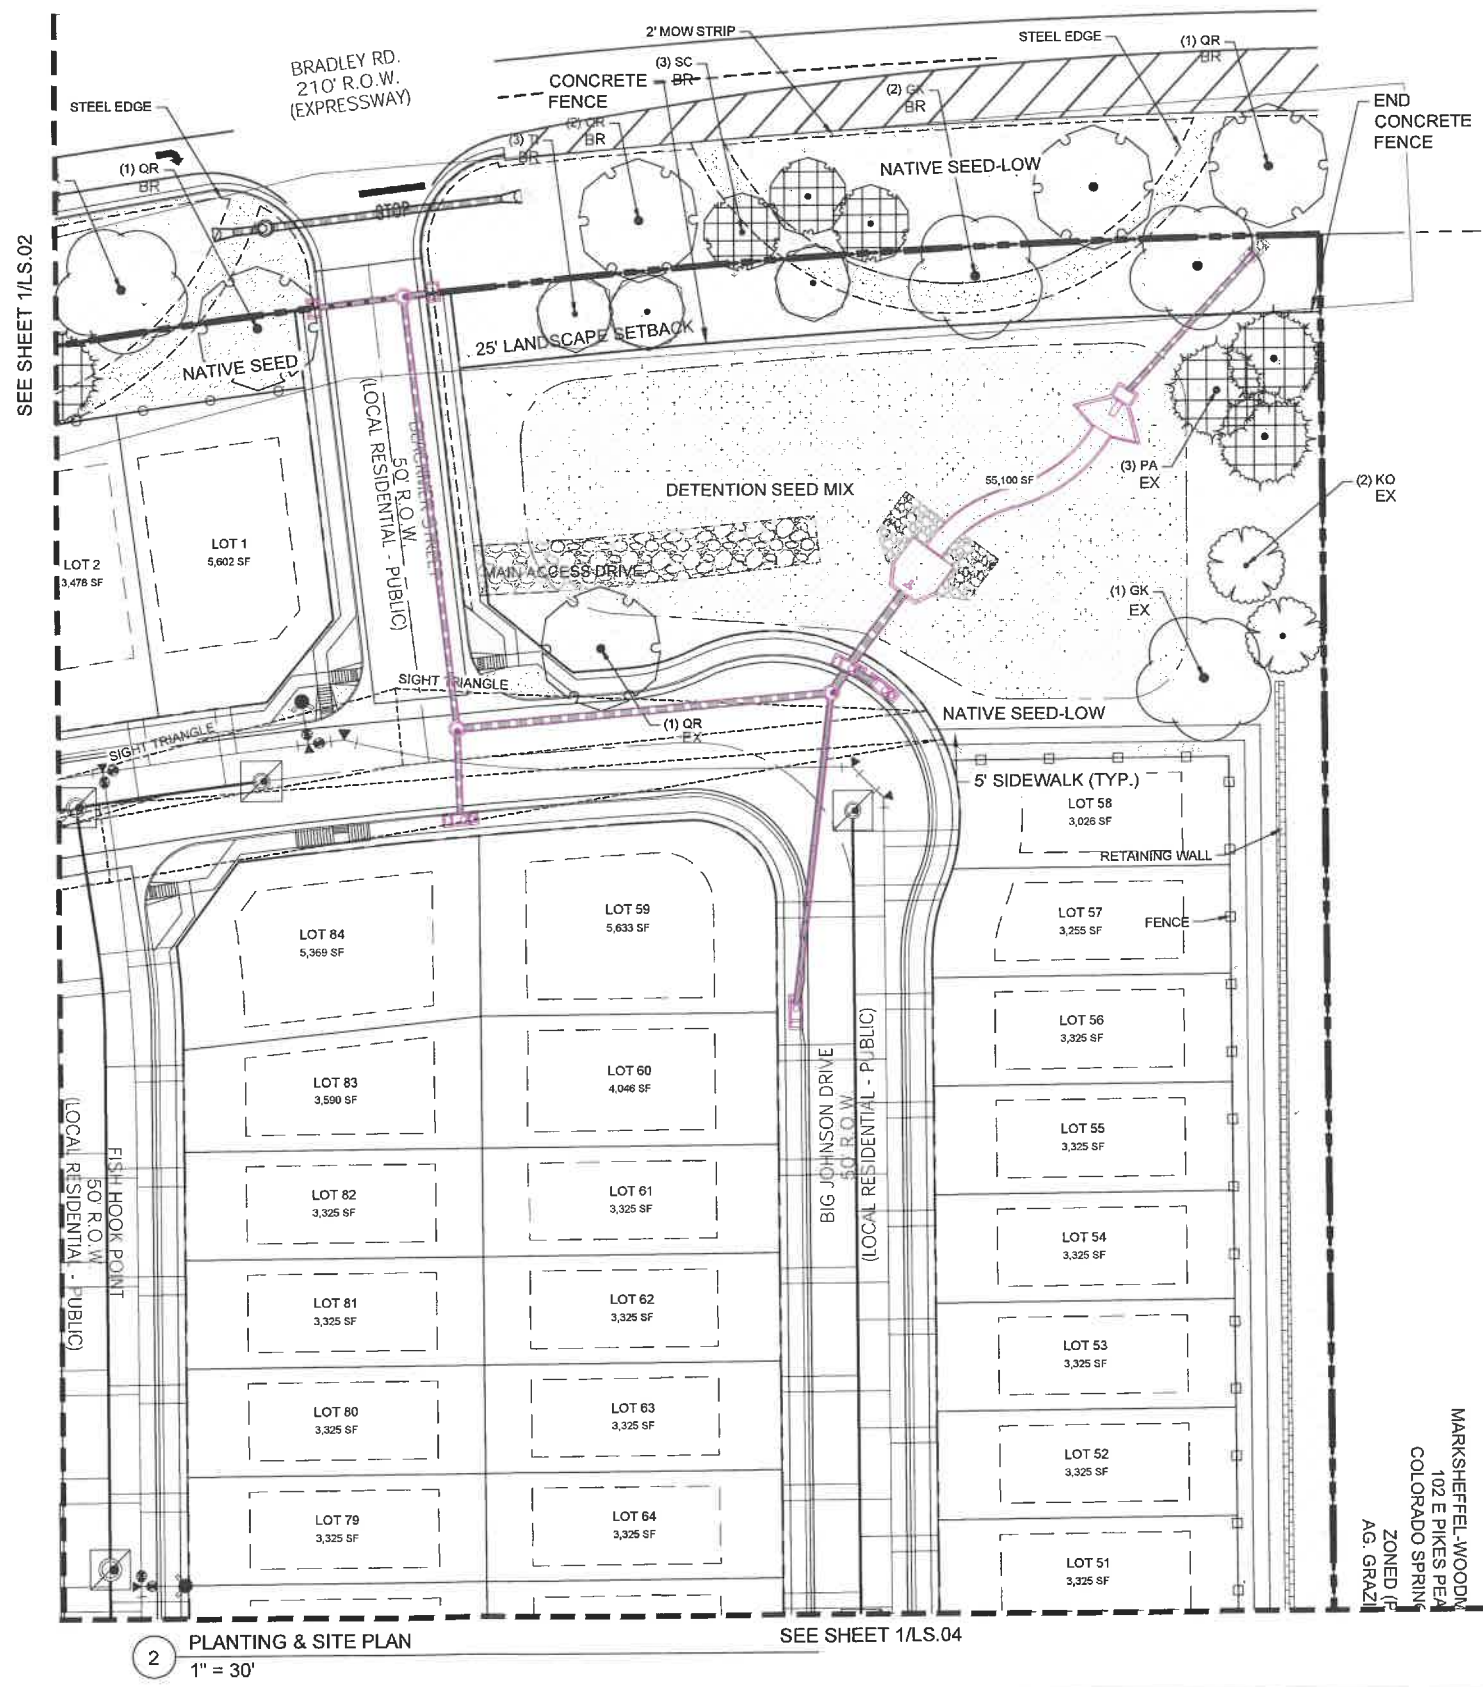 BRADLEY RD.
210' R.O.W.
(EXPRESSWAY)
STEEL EDGE
(1) QR
BR
2' MOW STRIP
CONCRETE
FENCE
(3) SC
BR
(2) QR
BR
(3) TI
BR
(2) GK
BR
STEEL EDGE
(1) QR
BR
END
CONCRETE
FENCE
NATIVE SEED-LOW
STOP
SEE SHEET 1/LS.02
NATIVE SEED
25' LANDSCAPE SETBACK
50' R.O.W.
(LOCAL RESIDENTIAL - PUBLIC)
DETENTION SEED MIX
55,100 SF
(3) PA
EX
(2) KO
EX
MAIN ACCESS DRIVE
(1) GK
EX
LOT 1
5,602 SF
LOT 2
3,478 SF
SIGHT TRIANGLE
SIGHT TRIANGLE
(1) QR
EX
NATIVE SEED-LOW
5' SIDEWALK (TYP.)
LOT 58
3,026 SF
RETAINING WALL
LOT 57
3,255 SF
FENCE
LOT 84
5,369 SF
LOT 59
5,633 SF
LOT 56
3,325 SF
LOT 83
3,590 SF
LOT 60
4,046 SF
LOT 55
3,325 SF
LOT 82
3,325 SF
LOT 61
3,325 SF
LOT 54
3,325 SF
LOT 81
3,325 SF
LOT 62
3,325 SF
LOT 53
3,325 SF
LOT 80
3,325 SF
LOT 63
3,325 SF
LOT 52
3,325 SF
LOT 79
3,325 SF
LOT 64
3,325 SF
LOT 51
3,325 SF
FISH HOOK POINT
50' R.O.W.
(LOCAL RESIDENTIAL - PUBLIC)
BIG JOHNSON DRIVE
50' R.O.W.
(LOCAL RESIDENTIAL - PUBLIC)
MARKSHEFFEL-WOODM
102 E PIKES PEA
COLORADO SPRING
ZONED (P
AG. GRAZI
SEE SHEET 1/LS.04
2
PLANTING & SITE PLAN
1" = 30'